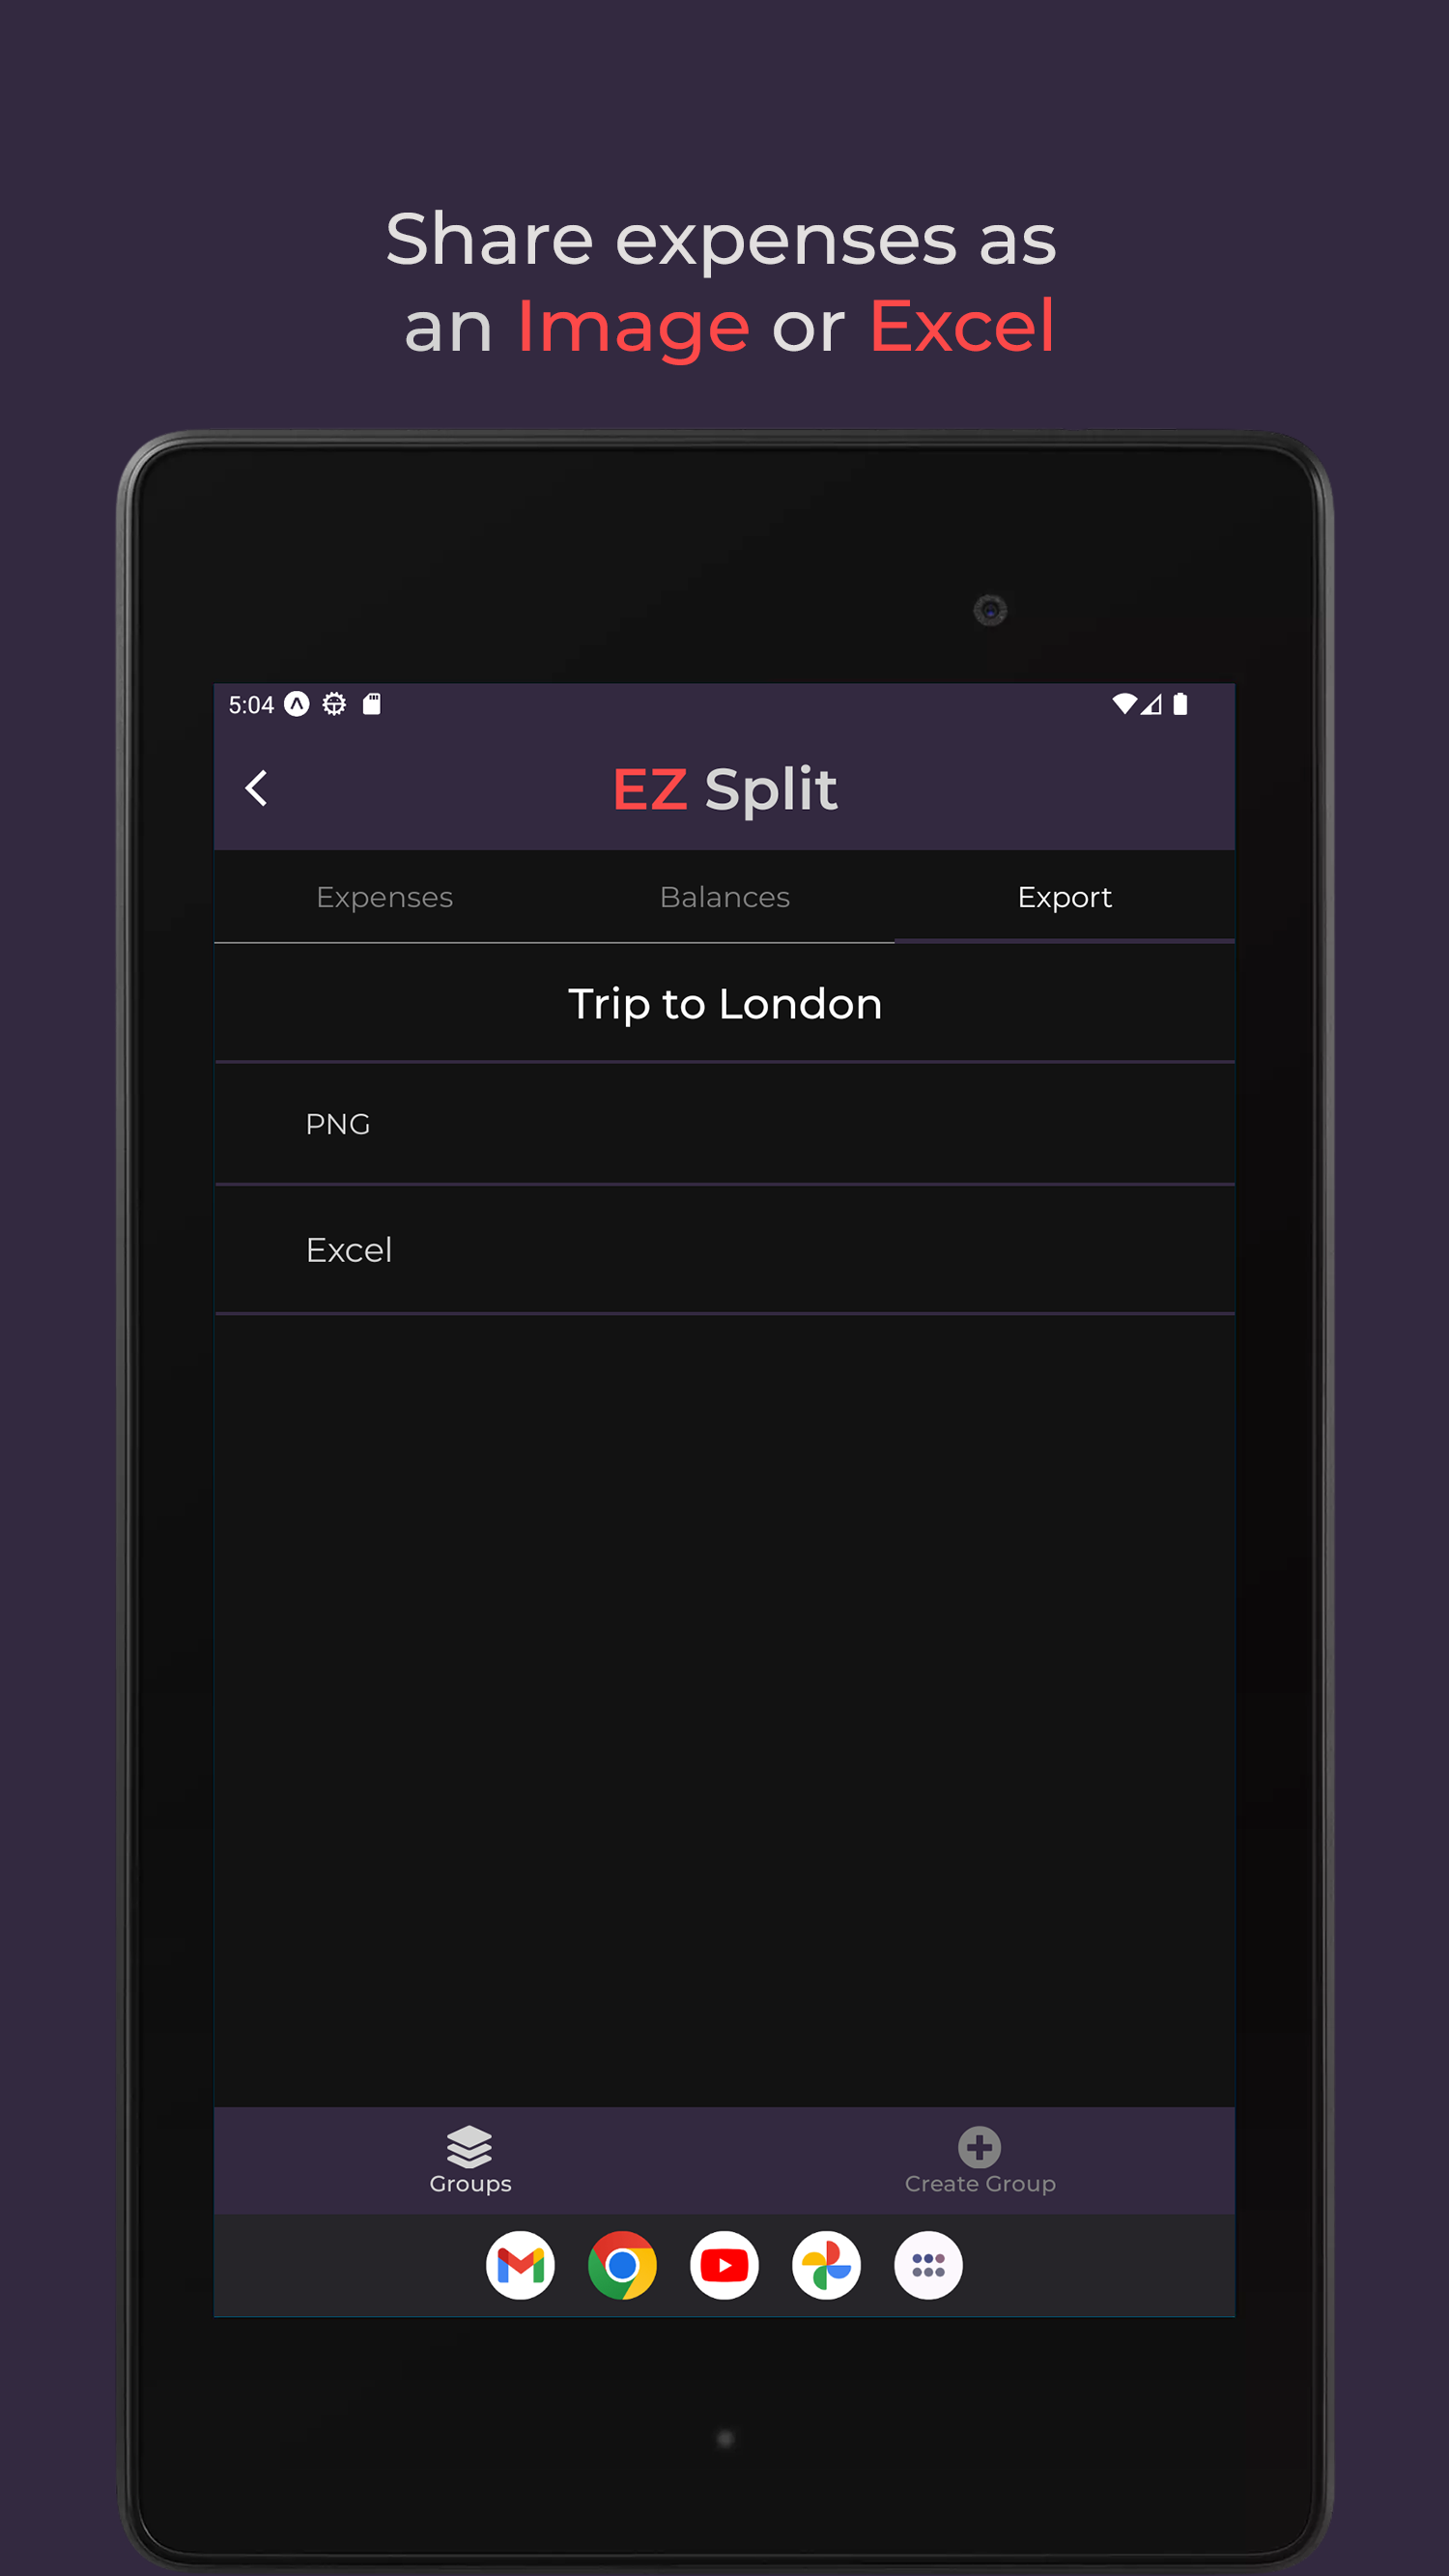 Share expenses as
an Image or Excel
5:04
EZ Split
Expenses Balances Export
Trip to London
PNG
Excel
Groups Create Group